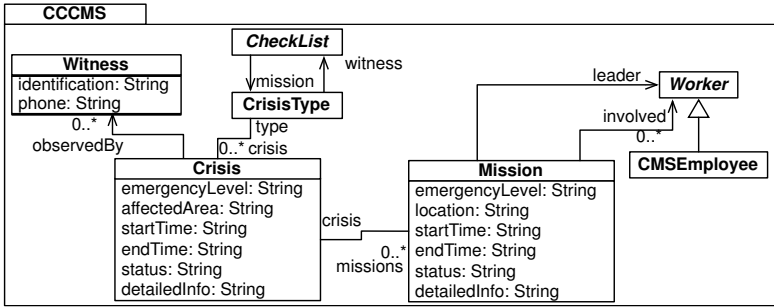 CCCMS
CheckList
mission
witness
CrisisType
type
0..* crisis
Witness
identification: String
phone: String
0..*
observedBy
Crisis
emergencyLevel: String
affectedArea: String
startTime: String
endTime: String
status: String
detailedInfo: String
crisis
0..*
missions
Mission
emergencyLevel: String
location: String
startTime: String
endTime: String
status: String
detailedInfo: String
leader
involved
0..*
Worker
CMSEmployee